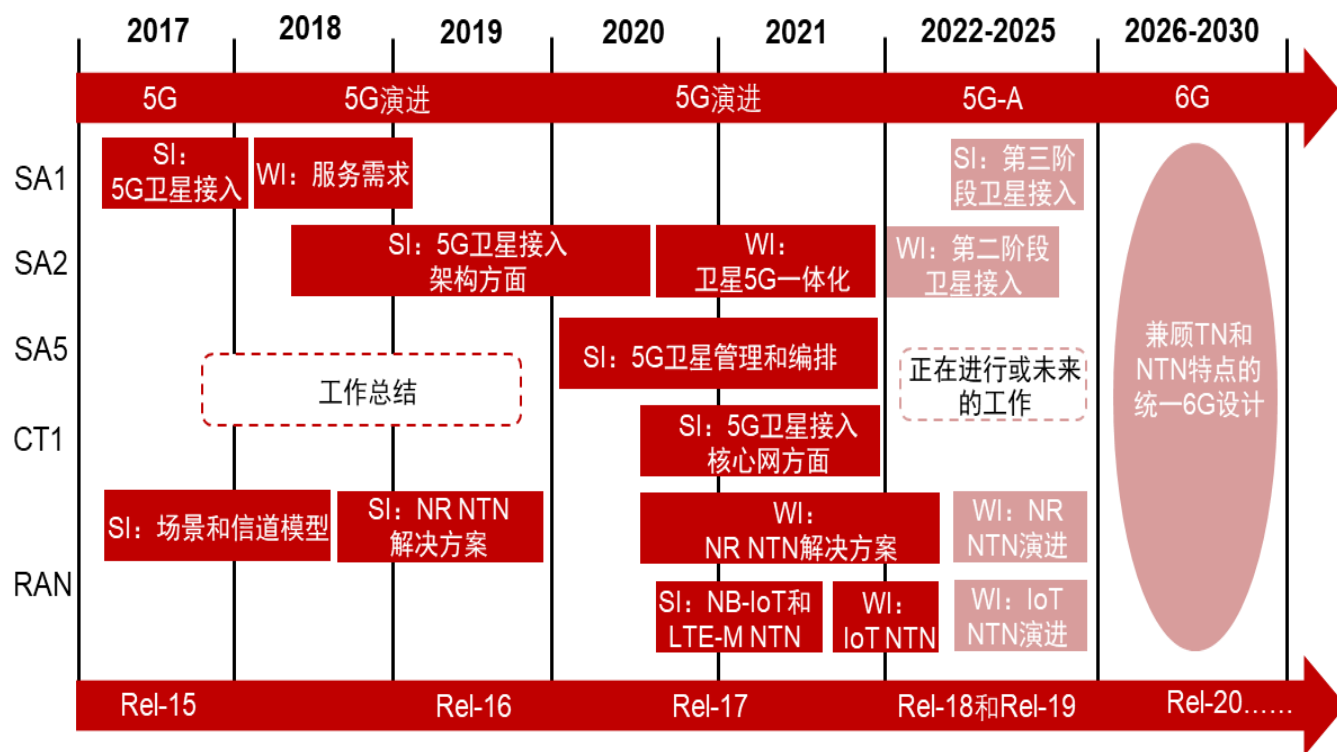 2017
2018
2019
2020
2021
2022-2025
2026-2030
5G
5G演进
5G演进
5G-A
6G
SA1
SI：
5G卫星接入
WI：服务需求
SI：第三阶
段卫星接入
SA2
SI：5G卫星接入
架构方面
WI：
卫星5G一体化
WI：第二阶段
卫星接入
SA5
SI：5G卫星管理和编排
工作总结
正在进行或未来
的工作
兼顾TN和
NTN特点的
统一6G设计
CT1
SI：5G卫星接入
核心网方面
RAN
SI：场景和信道模型
SI：NR NTN
解决方案
WI：
NR NTN解决方案
WI：NR
NTN演进
SI：NB-IoT和
LTE-M NTN
WI：
IoT NTN
WI：IoT
NTN演进
Rel-15
Rel-16
Rel-17
Rel-18和Rel-19
Rel-20……